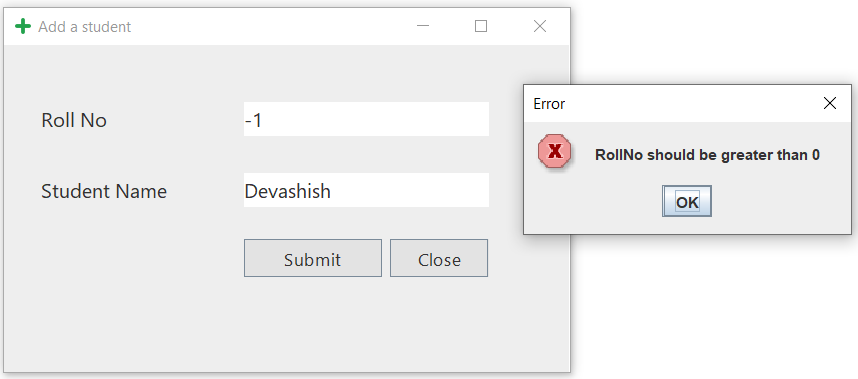 Add a student
Roll No
-1
Student Name
Devashish
Submit
Close
Error
X
RollNo should be greater than 0
OK